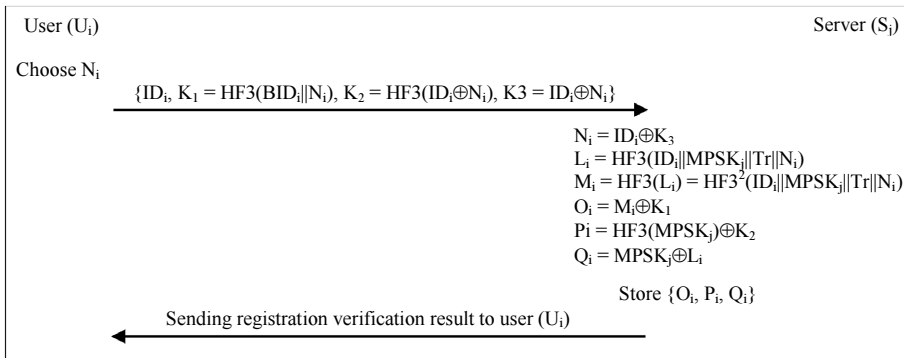 User (Uᵢ)
Server (Sⱼ)
Choose Nᵢ
{IDᵢ, K₁ = HF3(BIDᵢ||Nᵢ), K₂ = HF3(IDᵢ⊕Nᵢ), K3 = IDᵢ⊕Nᵢ}
Nᵢ = IDᵢ⊕K₃
Lᵢ = HF3(IDᵢ||MPSKⱼ||Tr||Nᵢ)
Mᵢ = HF3(Lᵢ) = HF3²(IDᵢ||MPSKⱼ||Tr||Nᵢ)
Oᵢ = Mᵢ⊕K₁
Pi = HF3(MPSKⱼ)⊕K₂
Qᵢ = MPSKⱼ⊕Lᵢ
Store {Oᵢ, Pᵢ, Qᵢ}
Sending registration verification result to user (Uᵢ)